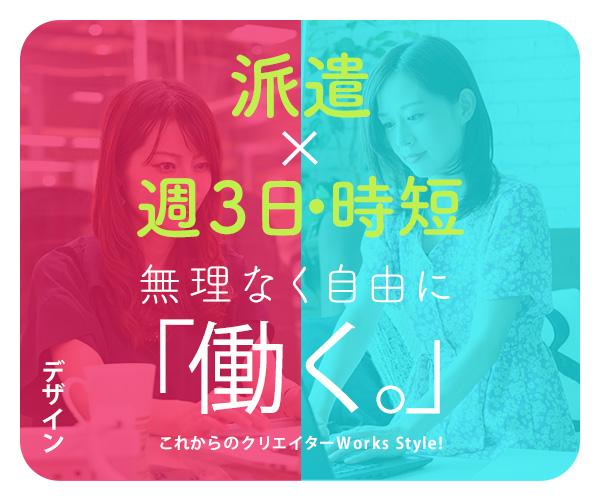 派遣
×
週3日・時短
無理なく自由に
「働く。」
デザイン
これからのクリエイターWorks Style!